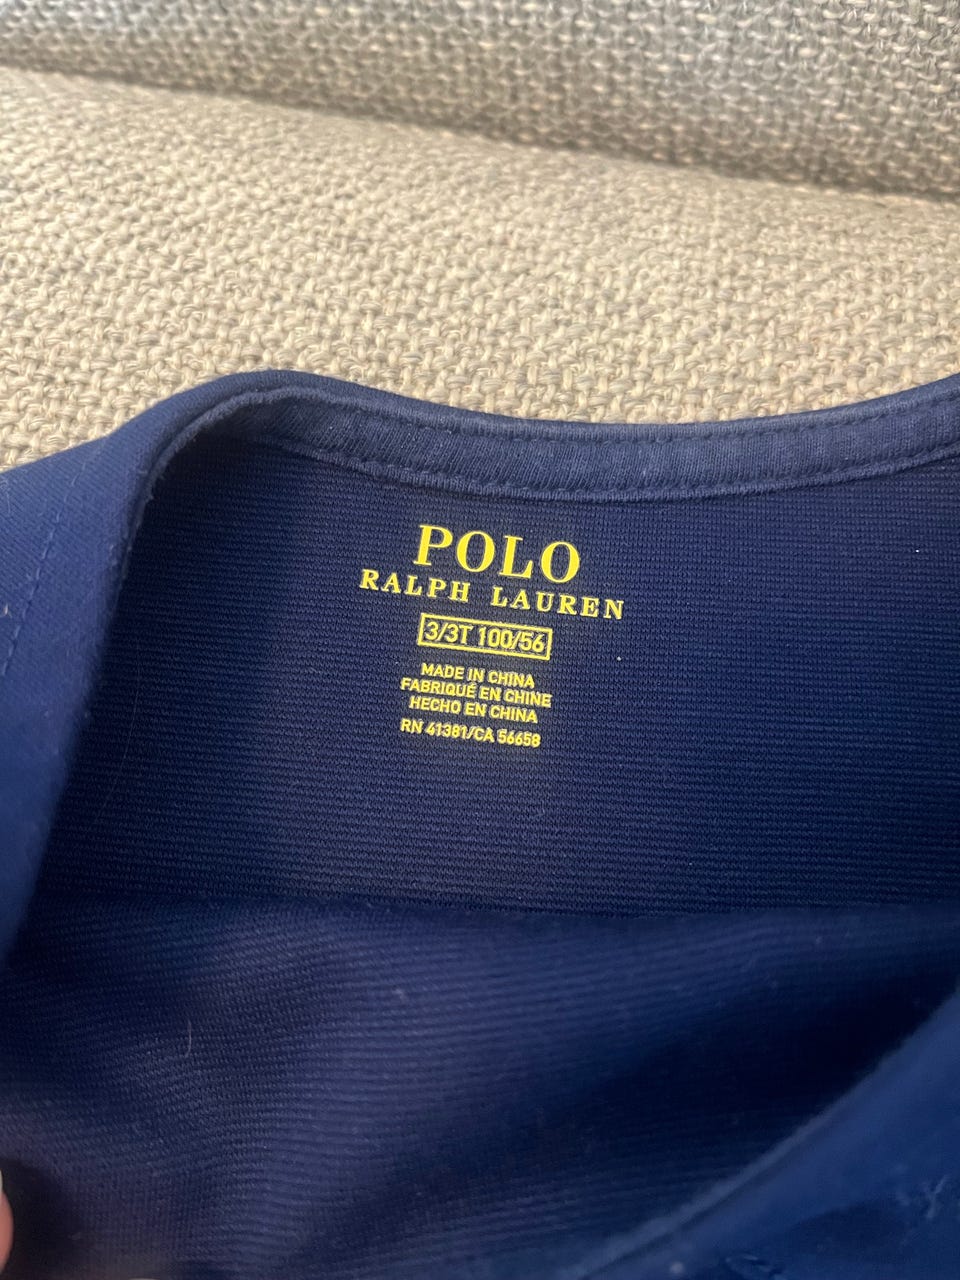 POLO
RALPH LAUREN
3/3T 100/56
MADE IN CHINA
FABRIQUÉ EN CHINE
HECHO EN CHINA
RN 41381/CA 56658